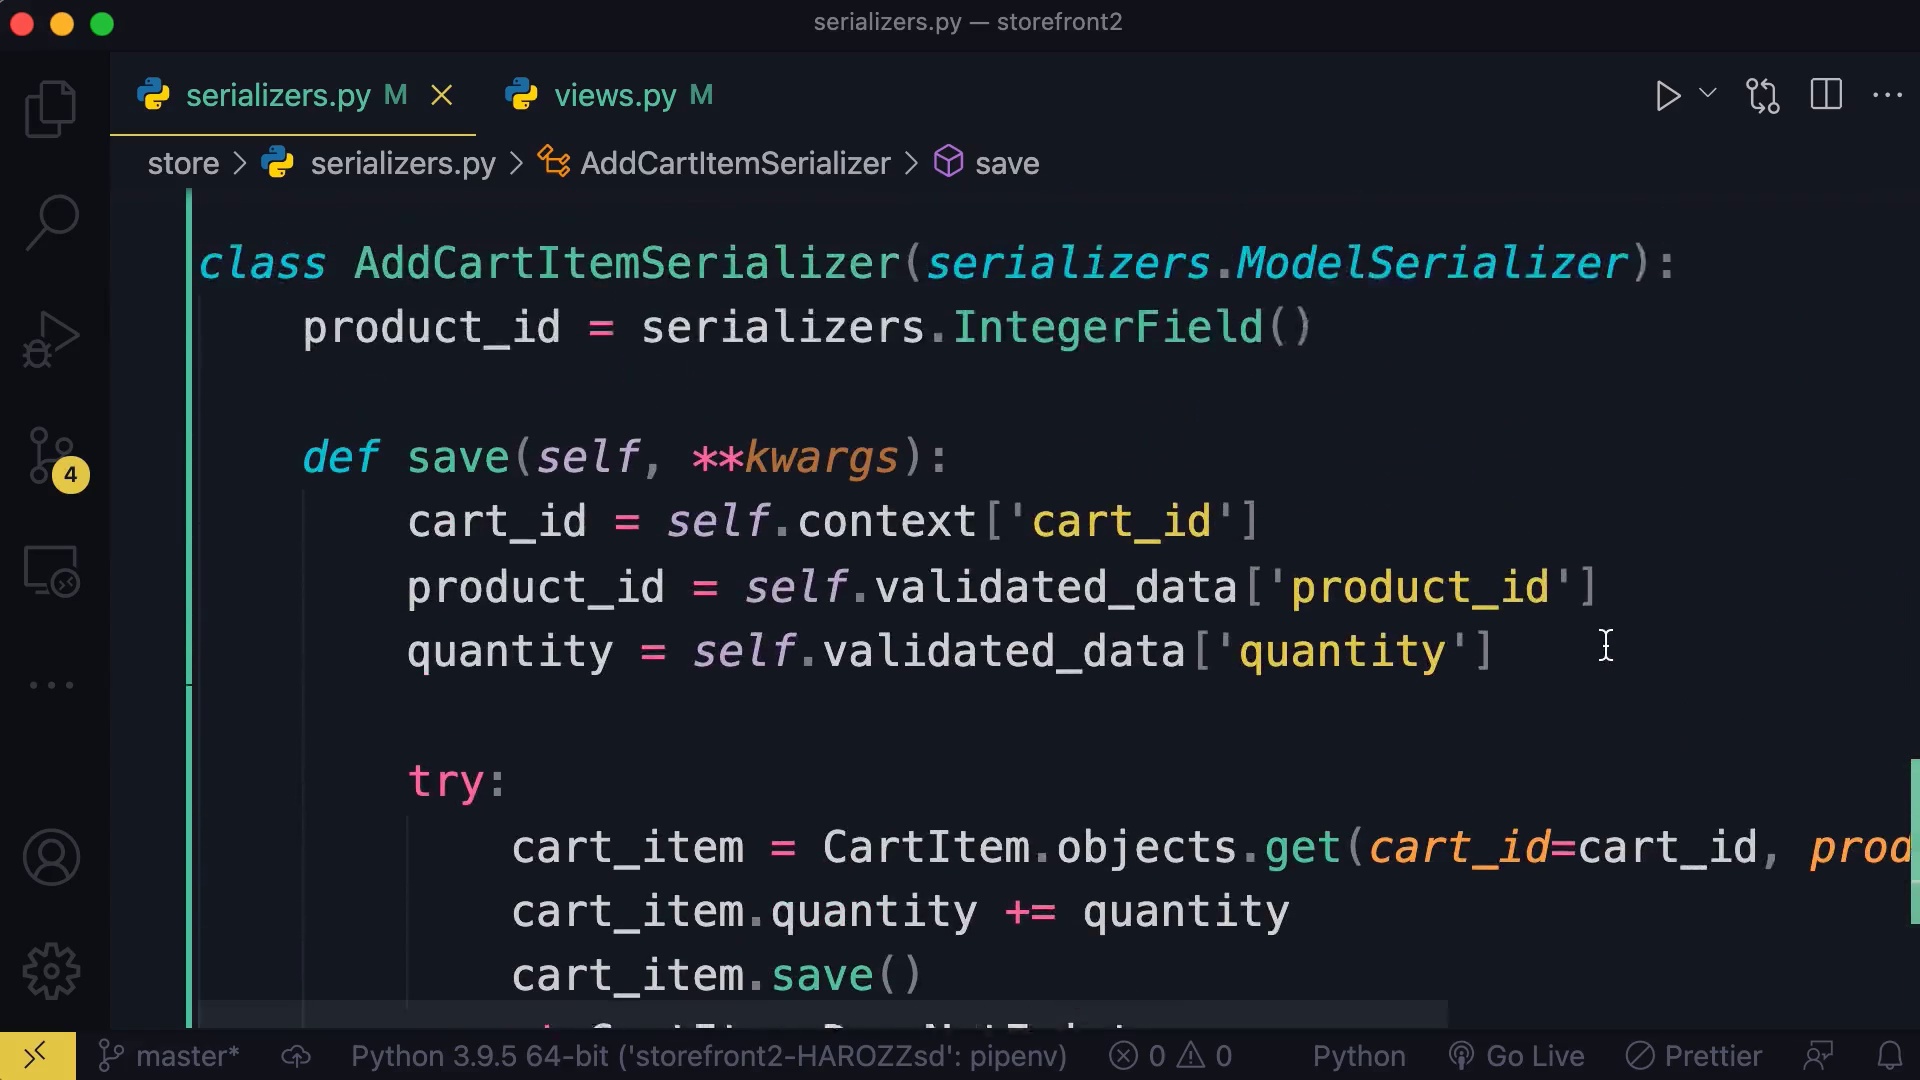 serializers.py — storefront2
serializers.py M views.py M
store > serializers.py > AddCartItemSerializer > save
class AddCartItemSerializer(serializers.ModelSerializer):
product_id = serializers.IntegerField()
def save(self, **kwargs):
cart_id = self.context['cart_id']
product_id = self.validated_data['product_id']
quantity = self.validated_data['quantity']
try:
cart_item = CartItem.objects.get(cart_id=cart_id, prod
cart_item.quantity += quantity
cart_item.save()
4
master* Python 3.9.5 64-bit ('storefront2-HAROZZsd': pipenv) 0 0 Python Go Live Prettier